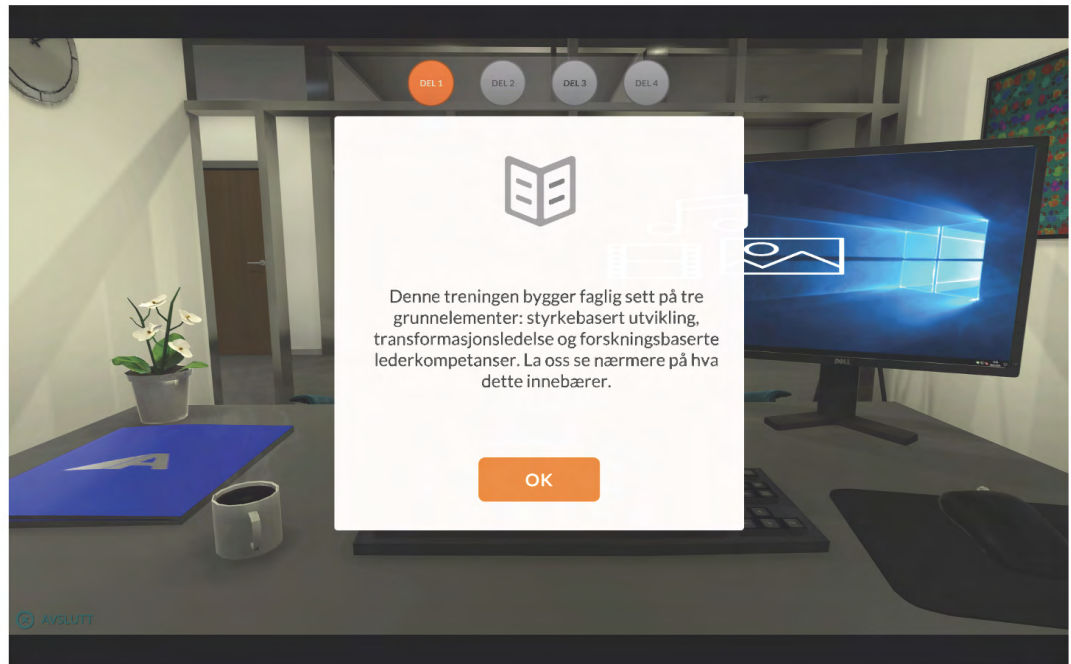 DEL 1
DEL 2
DEL 3
DEL 4
Denne treningen bygger faglig sett på tre
grunnelementer: styrkebasert utvikling,
transformasjonsledelse og forskningsbaserte
lederkompetanser. La oss se nærmere på hva
dette innebærer.
OK
DELL
AVSLUTT